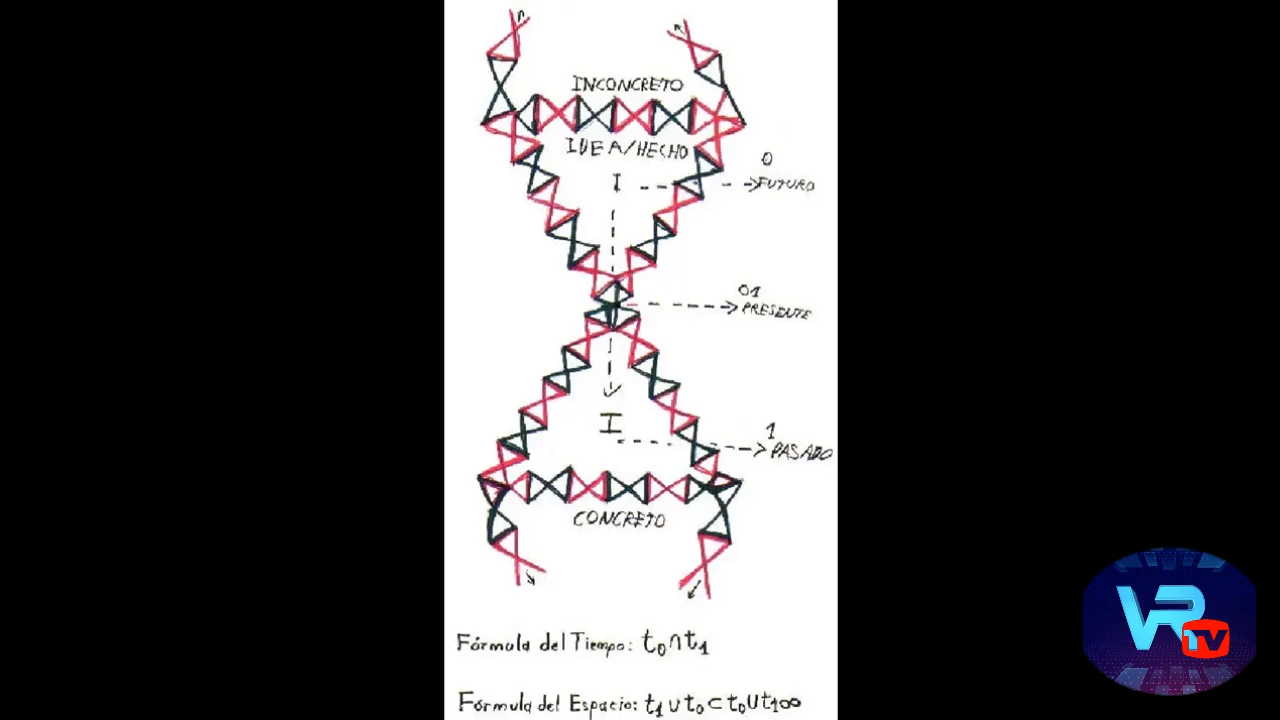 INCONCRETO
IDEA/HECHO
0
I
FUTURO
01
PRESENTE
I
1
PASADO
CONCRETO
Fórmula del Tiempo: t₀∩t₁
Fórmula del Espacio: t₁∪t₀⊂t₀∪t₁∞
VR
TV